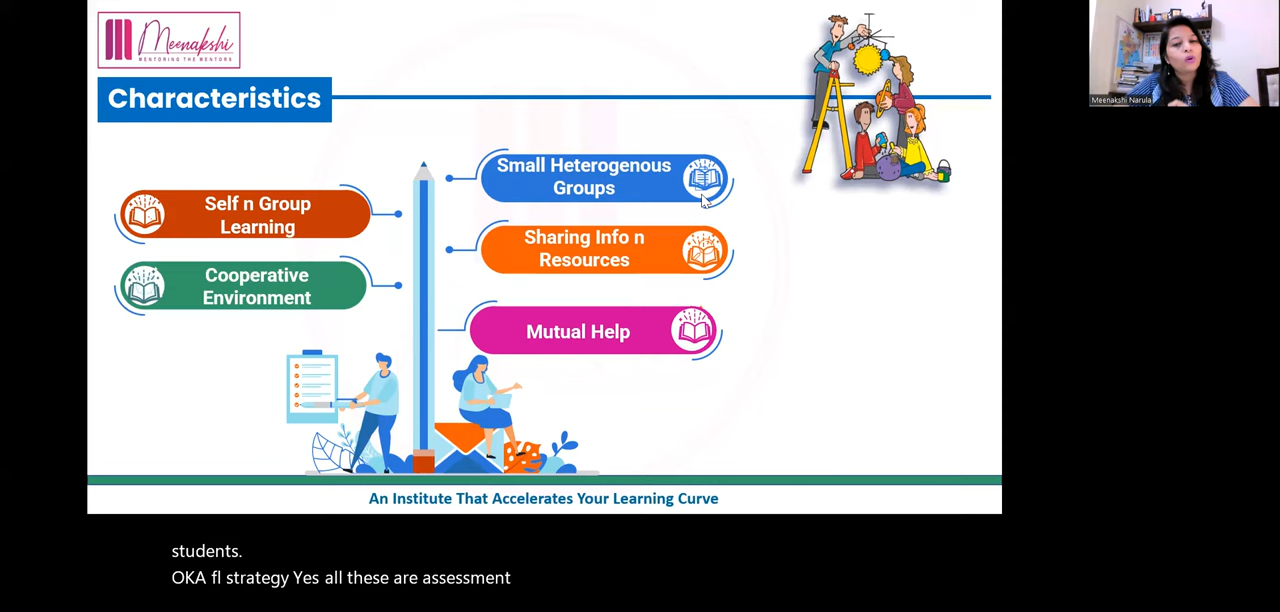 Meenakshi
MENTORING THE MENTORS
Characteristics
Self n Group
Learning
Cooperative
Environment
Small Heterogenous
Groups
Sharing Info n
Resources
Mutual Help
An Institute That Accelerates Your Learning Curve
Meenakshi Narula
students.
OKA fl strategy Yes all these are assessment